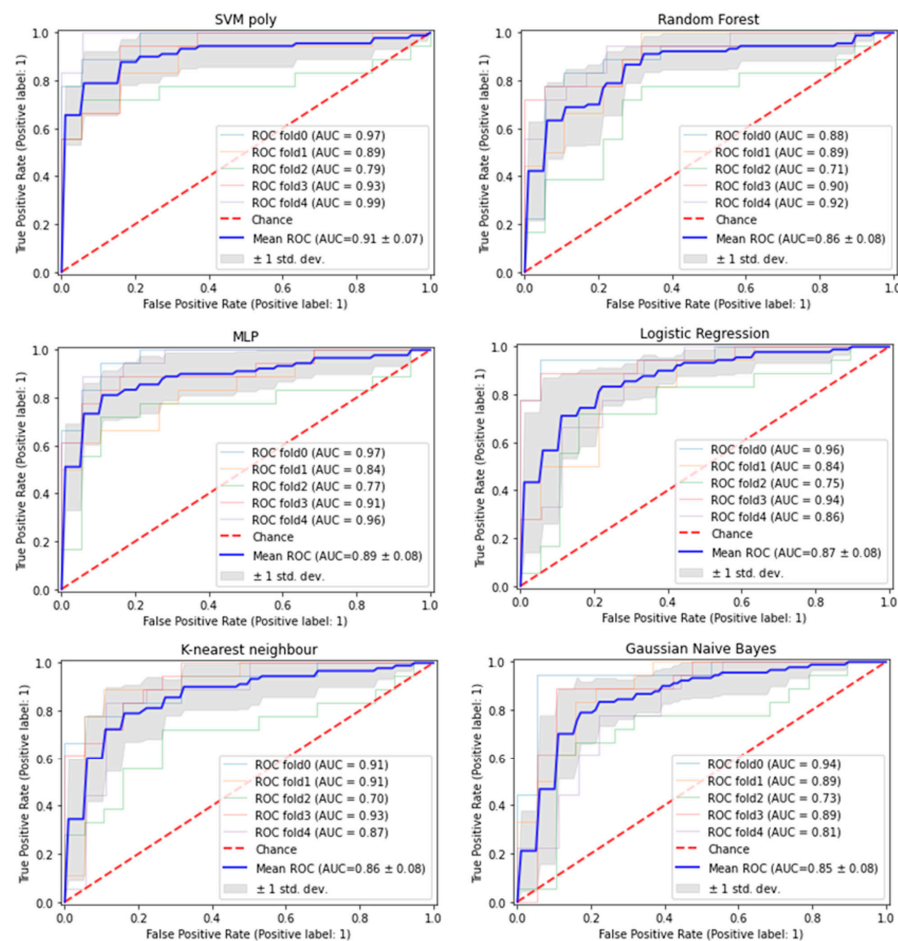 SVM poly
1.0
0.8
0.6
0.4
0.2
0.0
True Positive Rate (Positive label: 1)
ROC fold0 (AUC = 0.97)
ROC fold1 (AUC = 0.89)
ROC fold2 (AUC = 0.79)
ROC fold3 (AUC = 0.93)
ROC fold4 (AUC = 0.99)
Chance
Mean ROC (AUC=0.91 ± 0.07)
± 1 std. dev.
0.0 0.2 0.4 0.6 0.8 1.0
False Positive Rate (Positive label: 1)
Random Forest
1.0
0.8
0.6
0.4
0.2
0.0
True Positive Rate (Positive label: 1)
ROC fold0 (AUC = 0.88)
ROC fold1 (AUC = 0.89)
ROC fold2 (AUC = 0.71)
ROC fold3 (AUC = 0.90)
ROC fold4 (AUC = 0.92)
Chance
Mean ROC (AUC=0.86 ± 0.08)
± 1 std. dev.
0.0 0.2 0.4 0.6 0.8 1.0
False Positive Rate (Positive label: 1)
MLP
1.0
0.8
0.6
0.4
0.2
0.0
True Positive Rate (Positive label: 1)
ROC fold0 (AUC = 0.97)
ROC fold1 (AUC = 0.84)
ROC fold2 (AUC = 0.77)
ROC fold3 (AUC = 0.91)
ROC fold4 (AUC = 0.96)
Chance
Mean ROC (AUC=0.89 ± 0.08)
± 1 std. dev.
0.0 0.2 0.4 0.6 0.8 1.0
False Positive Rate (Positive label: 1)
Logistic Regression
1.0
0.8
0.6
0.4
0.2
0.0
True Positive Rate (Positive label: 1)
ROC fold0 (AUC = 0.96)
ROC fold1 (AUC = 0.84)
ROC fold2 (AUC = 0.75)
ROC fold3 (AUC = 0.94)
ROC fold4 (AUC = 0.86)
Chance
Mean ROC (AUC=0.87 ± 0.08)
± 1 std. dev.
0.0 0.2 0.4 0.6 0.8 1.0
False Positive Rate (Positive label: 1)
K-nearest neighbour
1.0
0.8
0.6
0.4
0.2
0.0
True Positive Rate (Positive label: 1)
ROC fold0 (AUC = 0.91)
ROC fold1 (AUC = 0.91)
ROC fold2 (AUC = 0.70)
ROC fold3 (AUC = 0.93)
ROC fold4 (AUC = 0.87)
Chance
Mean ROC (AUC=0.86 ± 0.08)
± 1 std. dev.
0.0 0.2 0.4 0.6 0.8 1.0
False Positive Rate (Positive label: 1)
Gaussian Naive Bayes
1.0
0.8
0.6
0.4
0.2
0.0
True Positive Rate (Positive label: 1)
ROC fold0 (AUC = 0.94)
ROC fold1 (AUC = 0.89)
ROC fold2 (AUC = 0.73)
ROC fold3 (AUC = 0.89)
ROC fold4 (AUC = 0.81)
Chance
Mean ROC (AUC=0.85 ± 0.08)
± 1 std. dev.
0.0 0.2 0.4 0.6 0.8 1.0
False Positive Rate (Positive label: 1)